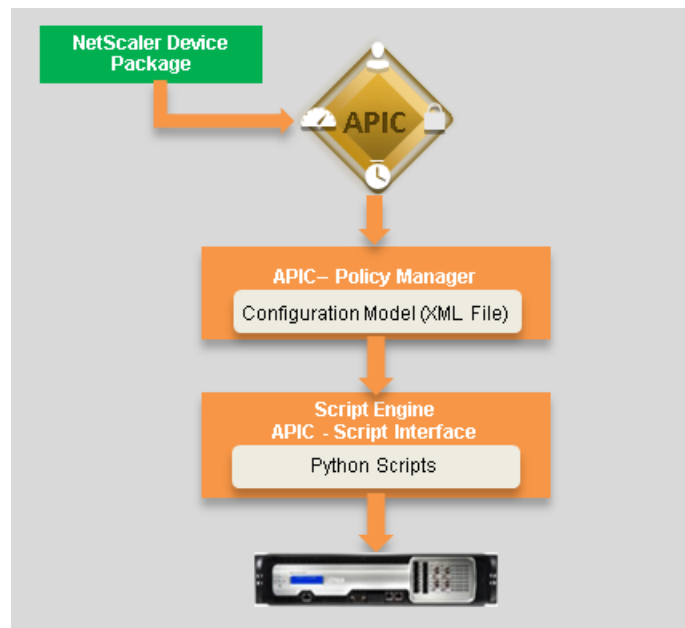 NetScaler Device
Package
APIC
APIC– Policy Manager
Configuration Model (XML File)
Script Engine
APIC - Script Interface
Python Scripts